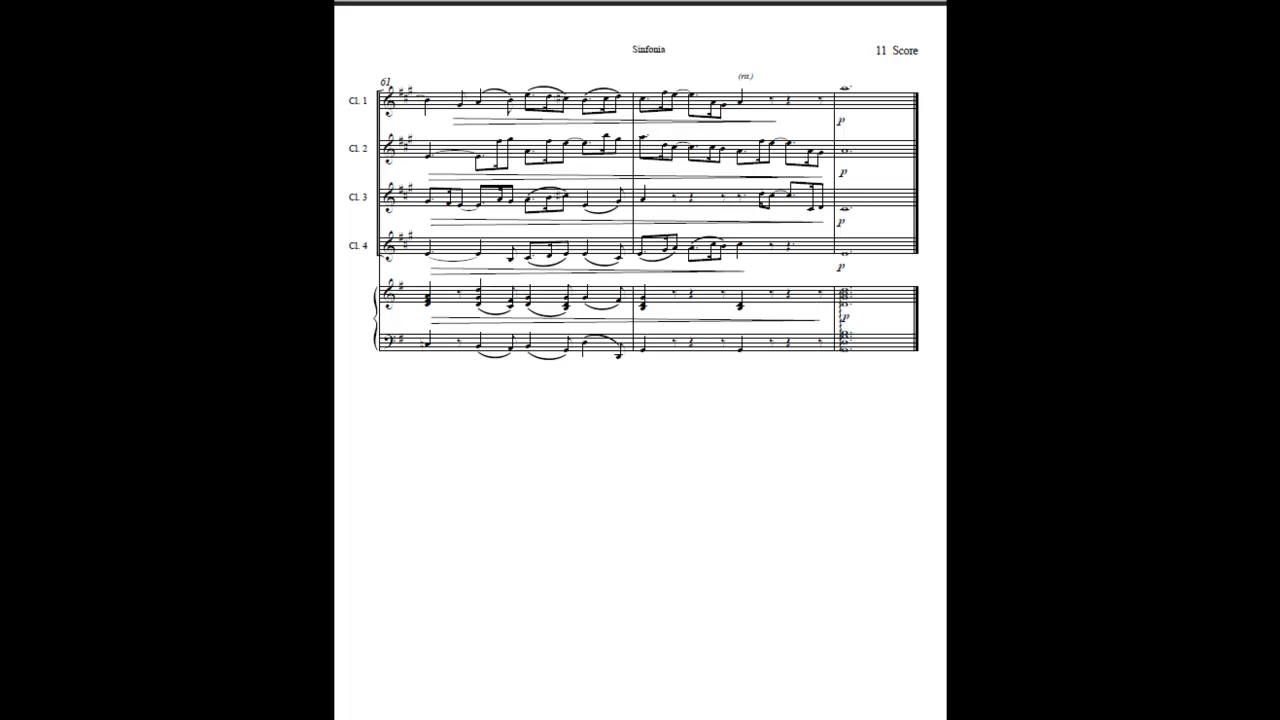 Sinfonia
11 Score
61
(rit.)
Cl. 1
p
Cl. 2
p
Cl. 3
p
Cl. 4
p
p